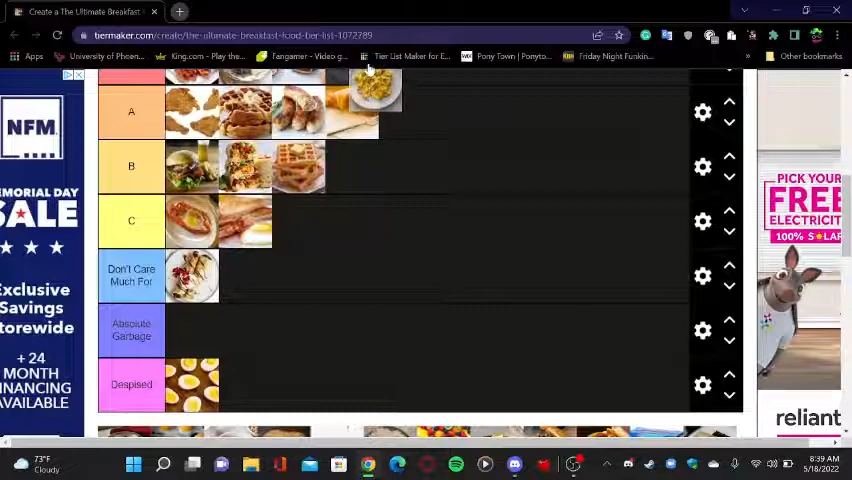 Create a The Ultimate Breakfast
tiermaker.com/create/the-ultimate-breakfast-food-tier-list-1072789
Apps
University of Phoen...
King.com - Play the...
Fangamer - Video g...
Tier List Maker for E...
Pony Town | Ponyto...
Friday Night Funkin...
Other bookmarks
A
B
C
Don't Care
Much For
Absolute
Garbage
Despised
NFM
MEMORIAL DAY
SALE
Exclusive
Savings
Storewide
+ 24
MONTH
FINANCING
AVAILABLE
PICK YOUR
FREE
ELECTRICITY
100% SOLAR
reliant
73°F
Cloudy
8:39 AM
5/18/2022